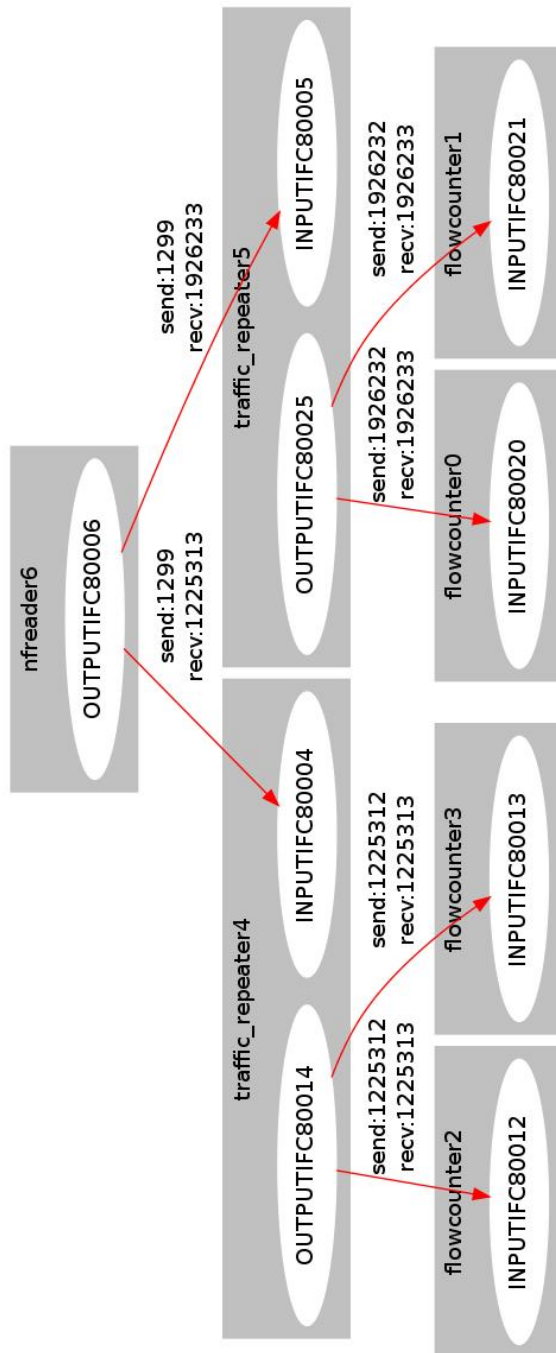 nfreader6
OUTPUTIFC80006
send:1299
recv:1225313
send:1299
recv:1926233
traffic_repeater4
OUTPUTIFC80014
INPUTIFC80004
traffic_repeater5
OUTPUTIFC80025
INPUTIFC80005
send:1225312
recv:1225313
send:1225312
recv:1225313
send:1926232
recv:1926233
send:1926232
recv:1926233
flowcounter2
INPUTIFC80012
flowcounter3
INPUTIFC80013
flowcounter0
INPUTIFC80020
flowcounter1
INPUTIFC80021